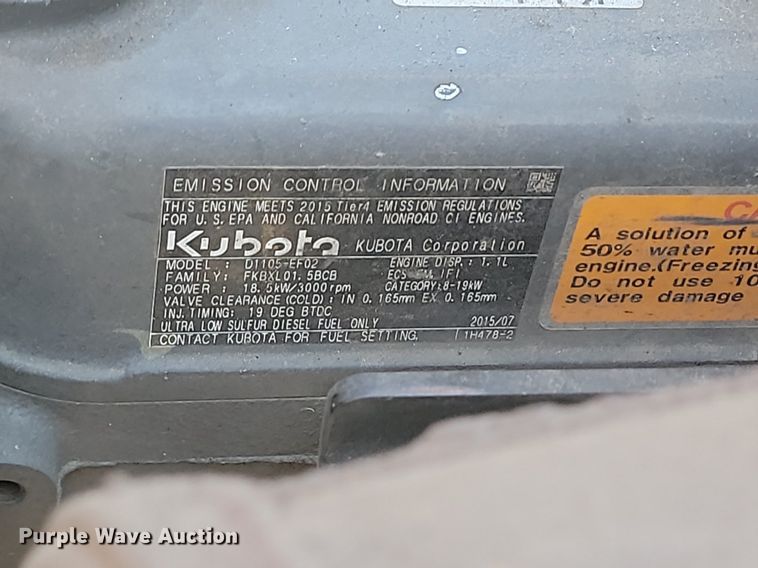 EMISSION CONTROL INFORMATION
THIS ENGINE MEETS 2015 Tier4 EMISSION REGULATIONS
FOR U.S. EPA AND CALIFORNIA NONROAD CI ENGINES.
Kubota KUBOTA Corporation
MODEL: D1105-EF02 ENGINE DISP.: 1.1L
FAMILY: FKBXL01.5BCB ECS: EM IFI
POWER : 18.5kW/3000rpm CATEGORY:8-19kW
VALVE CLEARANCE(COLD): IN 0.165mm EX 0.165mm
INJ.TIMING: 19 DEG BTDC
ULTRA LOW SULFUR DIESEL FUEL ONLY 2015/07
CONTACT KUBOTA FOR FUEL SETTING. 1H478-2
CA
A solution of
50% water mu
engine.(Freezing
Do not use 10
severe damage
Purple Wave Auction